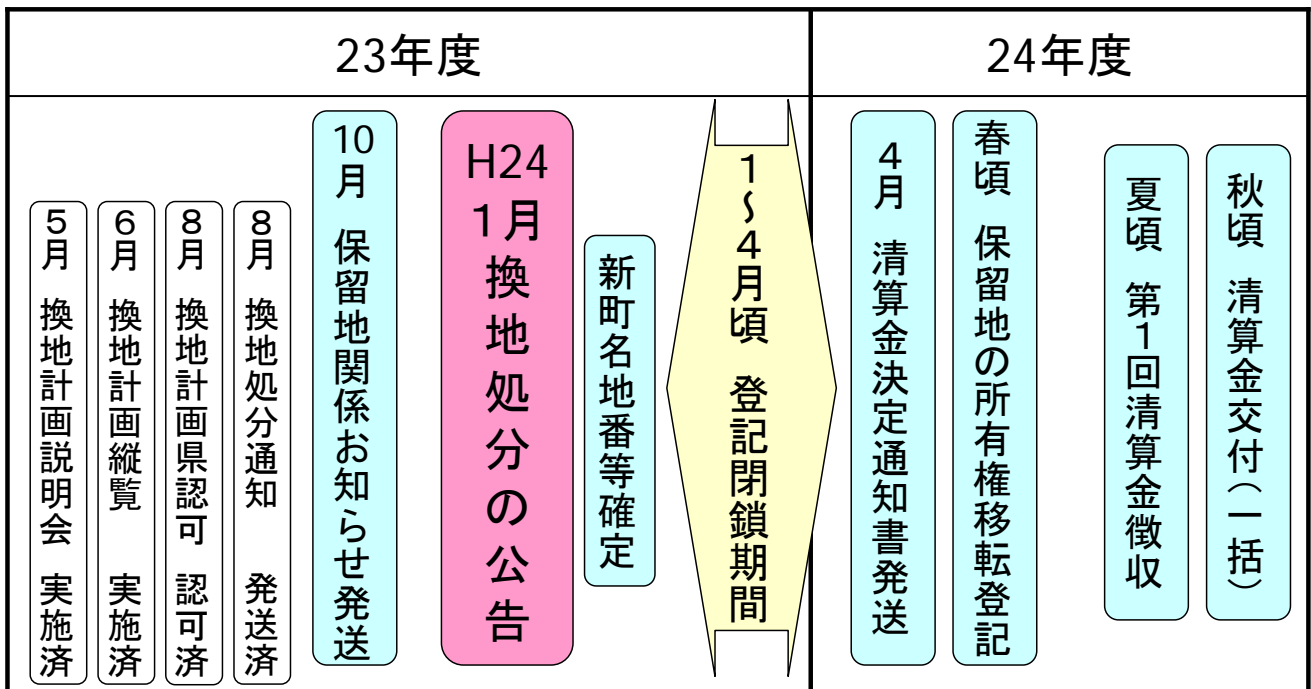 23年度
24年度
5月 換地計画説明会 実施済
6月 換地計画縦覧 実施済
8月 換地計画県認可 認可済
8月 換地処分通知 発送済
10月 保留地関係お知らせ発送
H24 1月 換地処分の公告
新町名地番等確定
1～4月頃 登記閉鎖期間
4月 清算金決定通知書発送
春頃 保留地の所有権移転登記
夏頃 第1回清算金徴収
秋頃 清算金交付（一括）